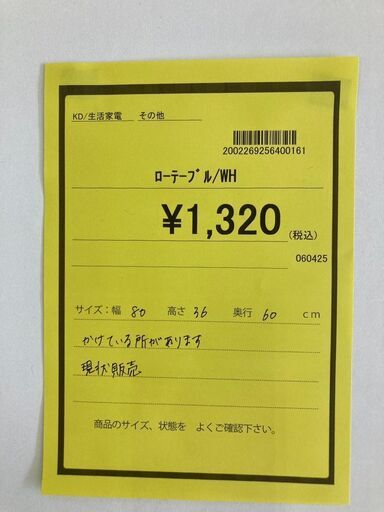 KD/生活家電　その他
2002269256400161
ﾛｰﾃｰﾌﾞﾙ/WH
¥1,320(税込)
060425
サイズ：幅 80 高さ 36 奥行 60 cm
かけている所があります
現状販売
商品のサイズ、状態を よくご確認下さい。